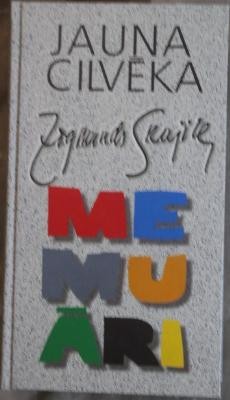 JAUNA
CILVĒKA
Zigmunds Skujiņš
ME
MU
ĀRI